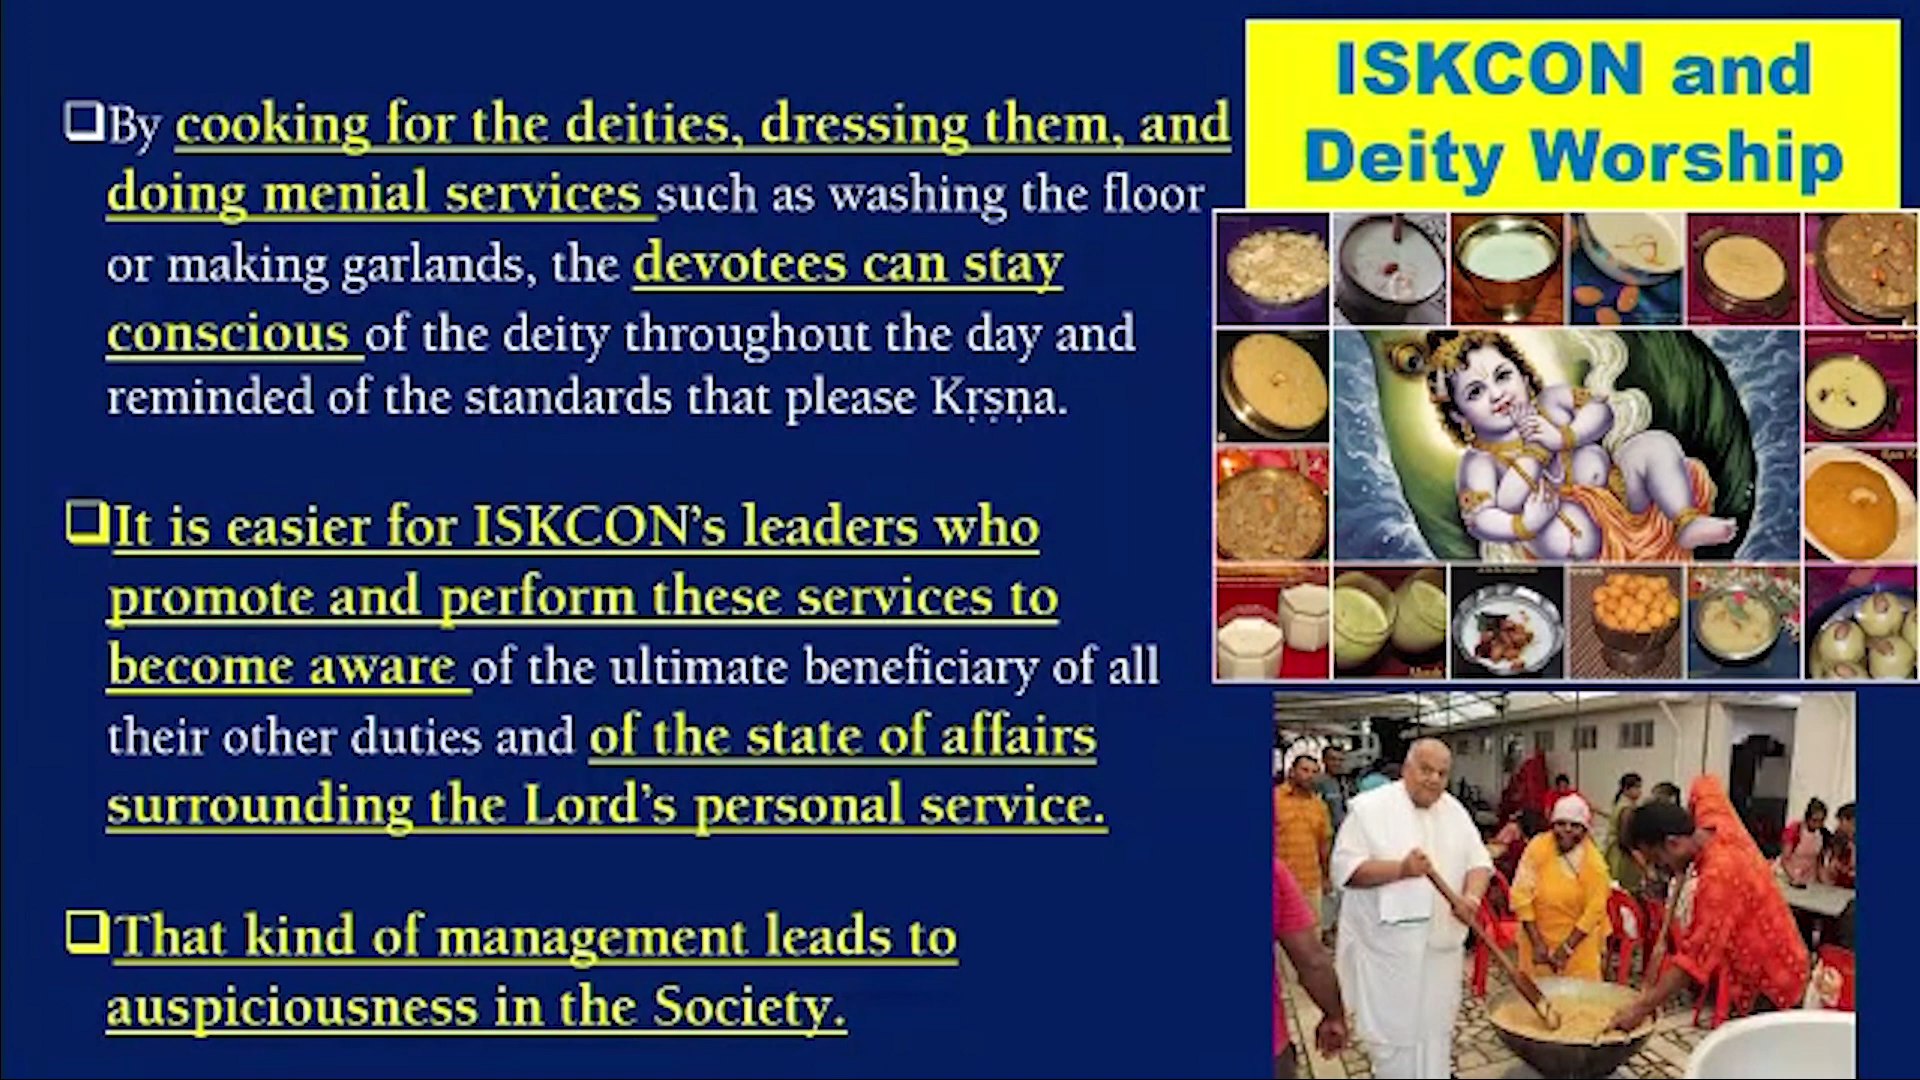 ISKCON and
Deity Worship
❑By cooking for the deities, dressing them, and
doing menial services such as washing the floor
or making garlands, the devotees can stay
conscious of the deity throughout the day and
reminded of the standards that please Kṛṣṇa.
❑It is easier for ISKCON’s leaders who
promote and perform these services to
become aware of the ultimate beneficiary of all
their other duties and of the state of affairs
surrounding the Lord’s personal service.
❑That kind of management leads to
auspiciousness in the Society.